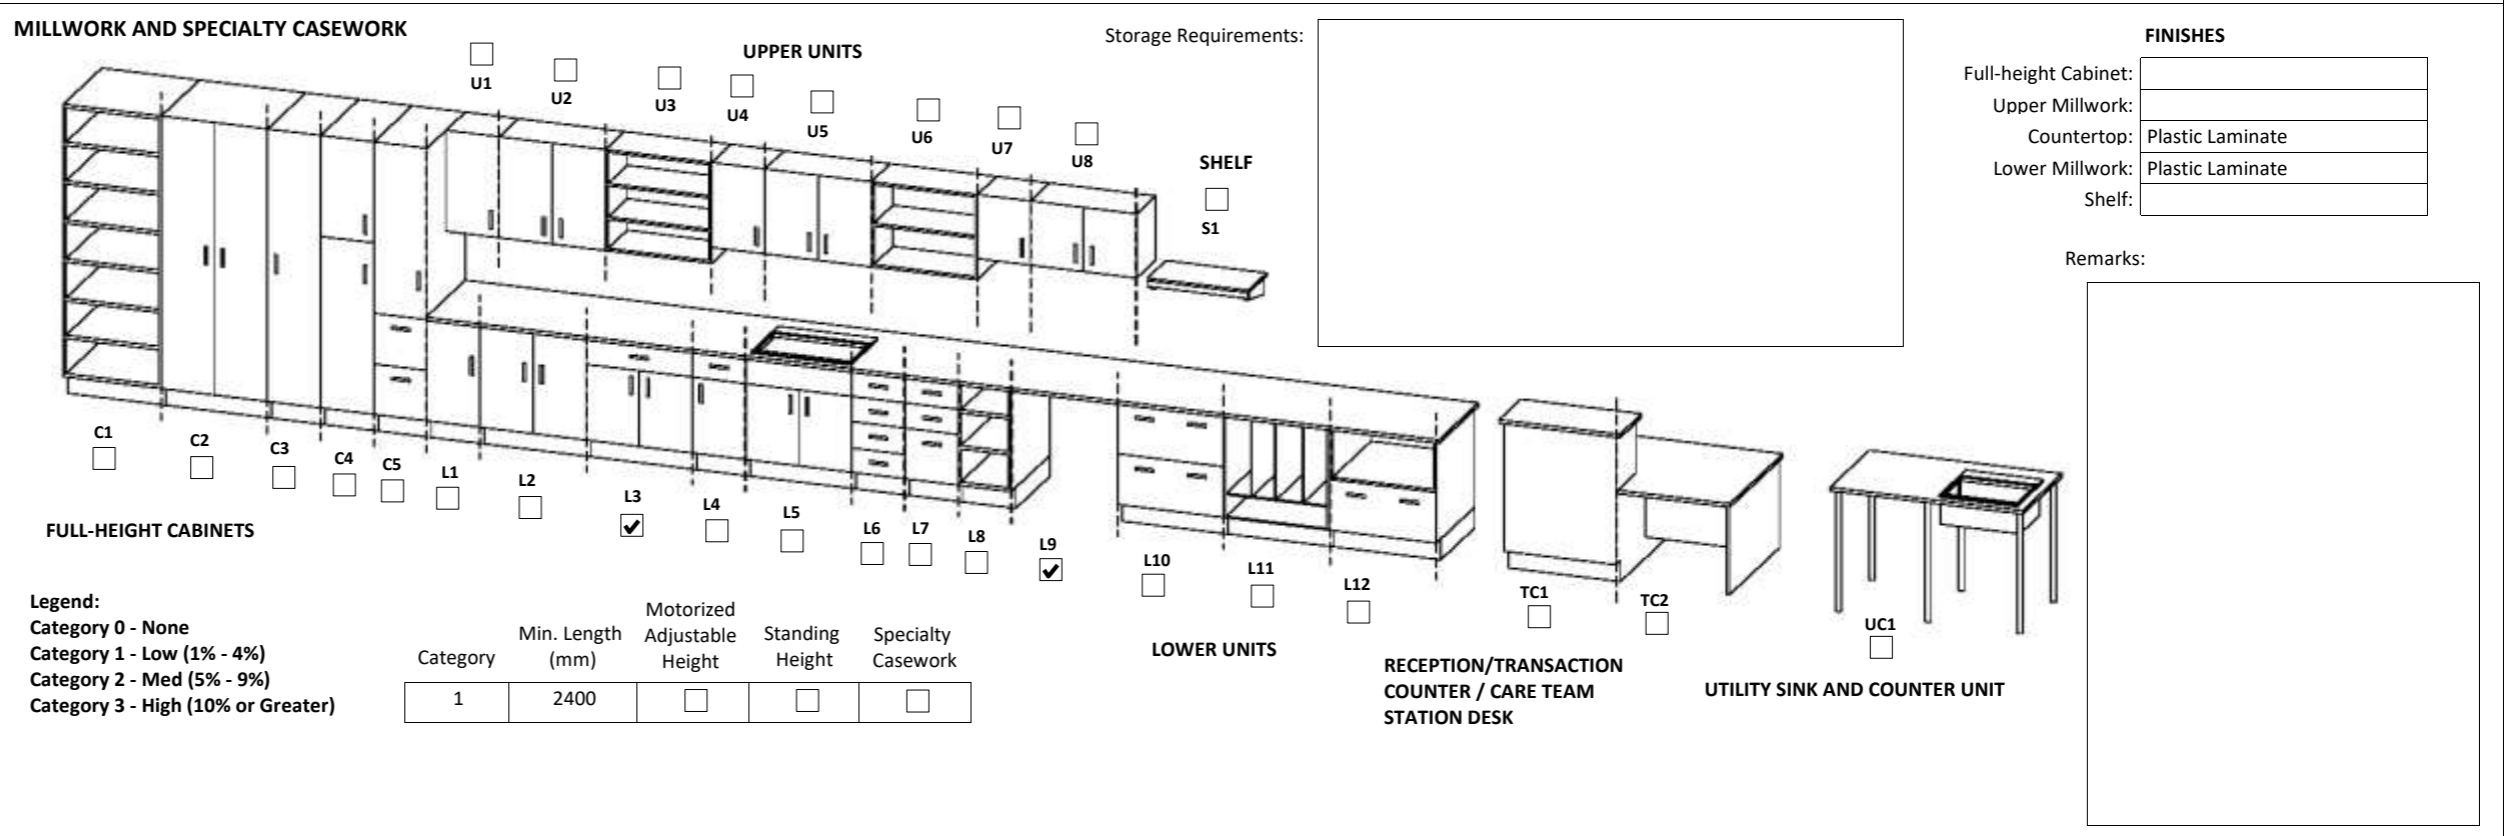 MILLWORK AND SPECIALTY CASEWORK
UPPER UNITS
U1
U2
U3
U4
U5
U6
U7
U8
SHELF
S1
Storage Requirements:
FINISHES
Full-height Cabinet:
Upper Millwork:
Countertop: Plastic Laminate
Lower Millwork: Plastic Laminate
Shelf:
Remarks:
C1
C2
C3
C4
C5
L1
L2
L3
L4
L5
L6
L7
L8
L9
L10
L11
L12
TC1
TC2
UC1
FULL-HEIGHT CABINETS
LOWER UNITS
RECEPTION/TRANSACTION
COUNTER / CARE TEAM
STATION DESK
UTILITY SINK AND COUNTER UNIT
Legend:
Category 0 - None
Category 1 - Low (1% - 4%)
Category 2 - Med (5% - 9%)
Category 3 - High (10% or Greater)
Category
Min. Length
(mm)
Motorized
Adjustable
Height
Standing
Height
Specialty
Casework
1
2400